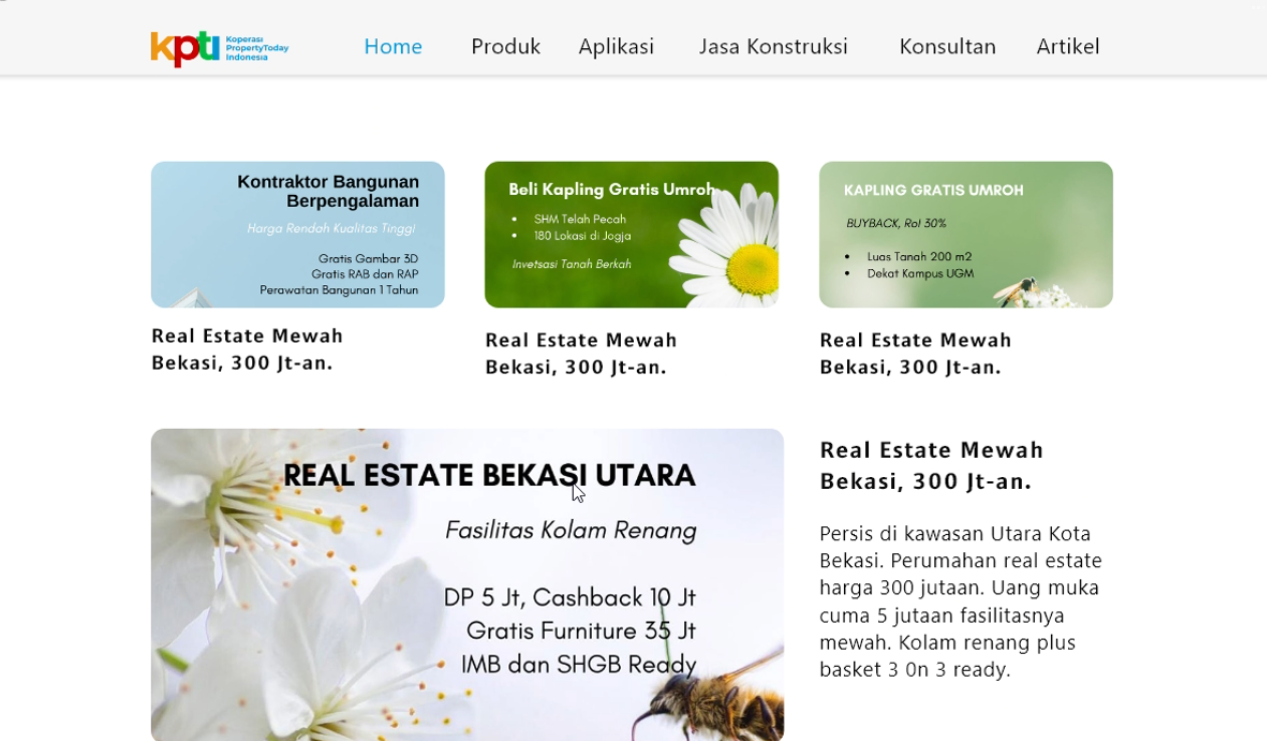 kpti
Koperasi
PropertyToday
Indonesia
Home
Produk
Aplikasi
Jasa Konstruksi
Konsultan
Artikel
Kontraktor Bangunan
Berpengalaman
Harga Rendah Kualitas Tinggi
Gratis Gambar 3D
Gratis RAB dan RAP
Perawatan Bangunan 1 Tahun
Real Estate Mewah
Bekasi, 300 Jt-an.
Beli Kapling Gratis Umroh
SHM Telah Pecah
180 Lokasi di Jogja
Invetsasi Tanah Berkah
Real Estate Mewah
Bekasi, 300 Jt-an.
KAPLING GRATIS UMROH
BUYBACK, RoI 30%
Luas Tanah 200 m2
Dekat Kampus UGM
Real Estate Mewah
Bekasi, 300 Jt-an.
REAL ESTATE BEKASI UTARA
Fasilitas Kolam Renang
DP 5 Jt, Cashback 10 Jt
Gratis Furniture 35 Jt
IMB dan SHGB Ready
Real Estate Mewah
Bekasi, 300 Jt-an.
Persis di kawasan Utara Kota
Bekasi. Perumahan real estate
harga 300 jutaan. Uang muka
cuma 5 jutaan fasilitasnya
mewah. Kolam renang plus
basket 3 0n 3 ready.